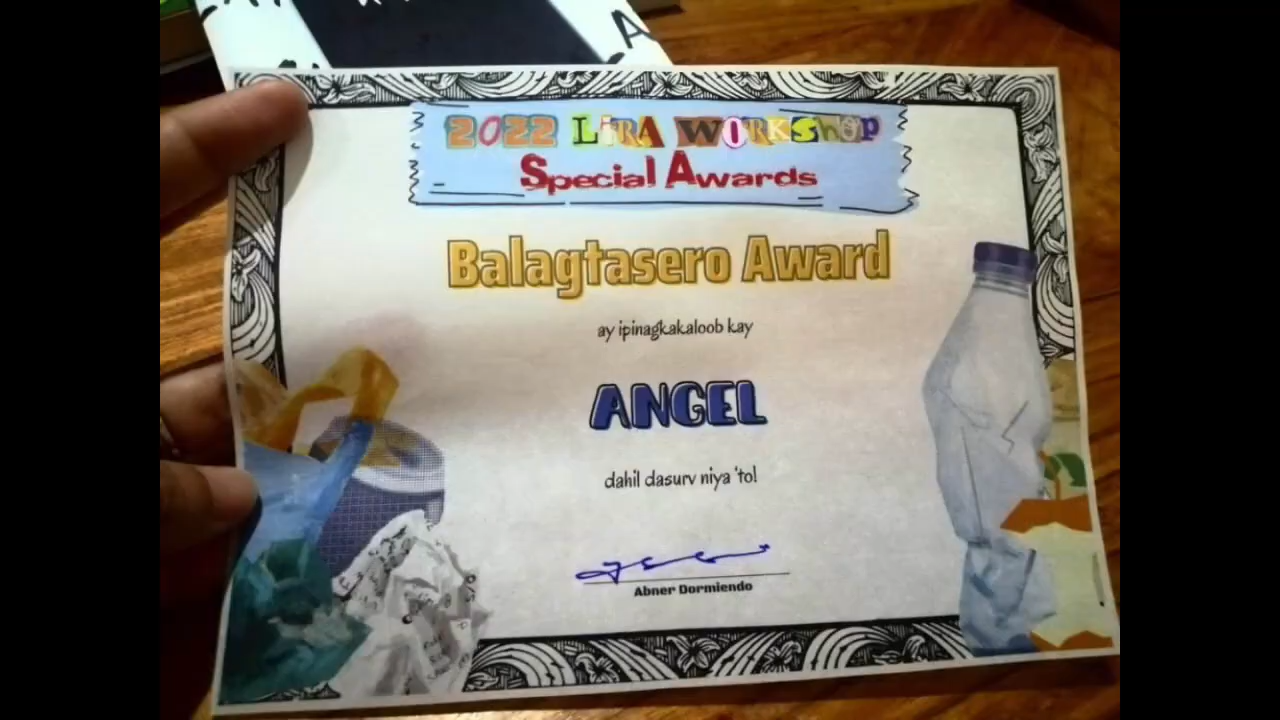 2022 LiRA WORKShOP
Special Awards
Balagtasero Award
ay ipinagkakaloob kay
ANGEL
dahil dasurv niya 'to!
Abner Dormiendo